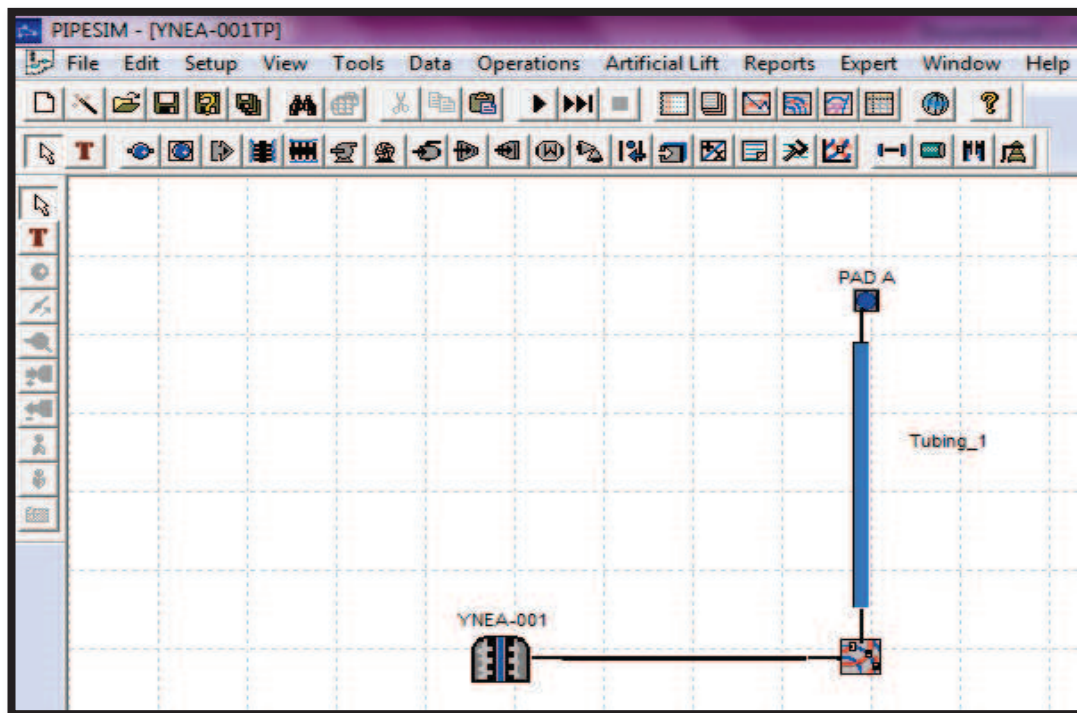 PIPESIM - [YNEA-001TP]
File Edit Setup View Tools Data Operations Artificial Lift Reports Expert Window Help
T
T
PAD A
Tubing_1
YNEA-001